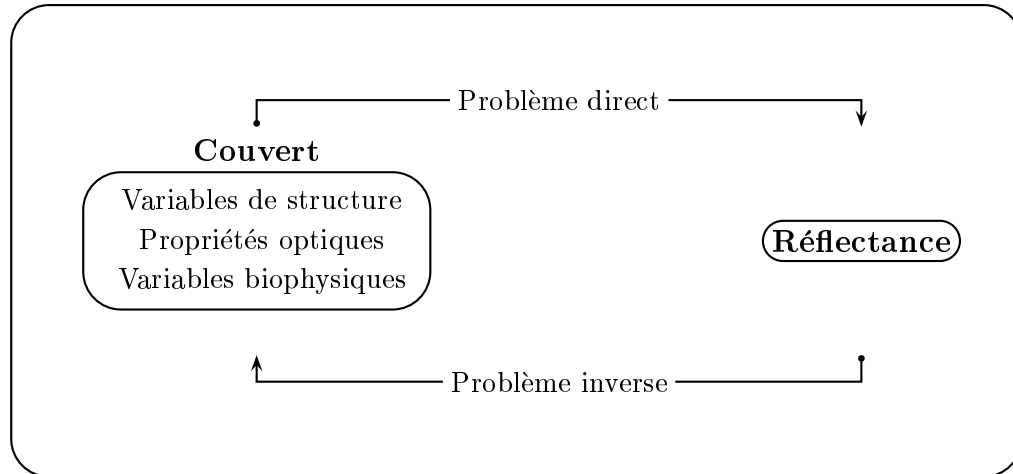 Problème direct
Couvert
Variables de structure
Propriétés optiques
Variables biophysiques
Réflectance
Problème inverse